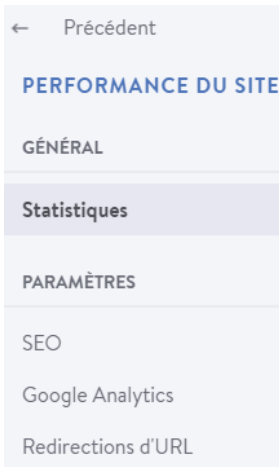 ← Précédent
PERFORMANCE DU SITE
GÉNÉRAL
Statistiques
PARAMÈTRES
SEO
Google Analytics
Redirections d'URL